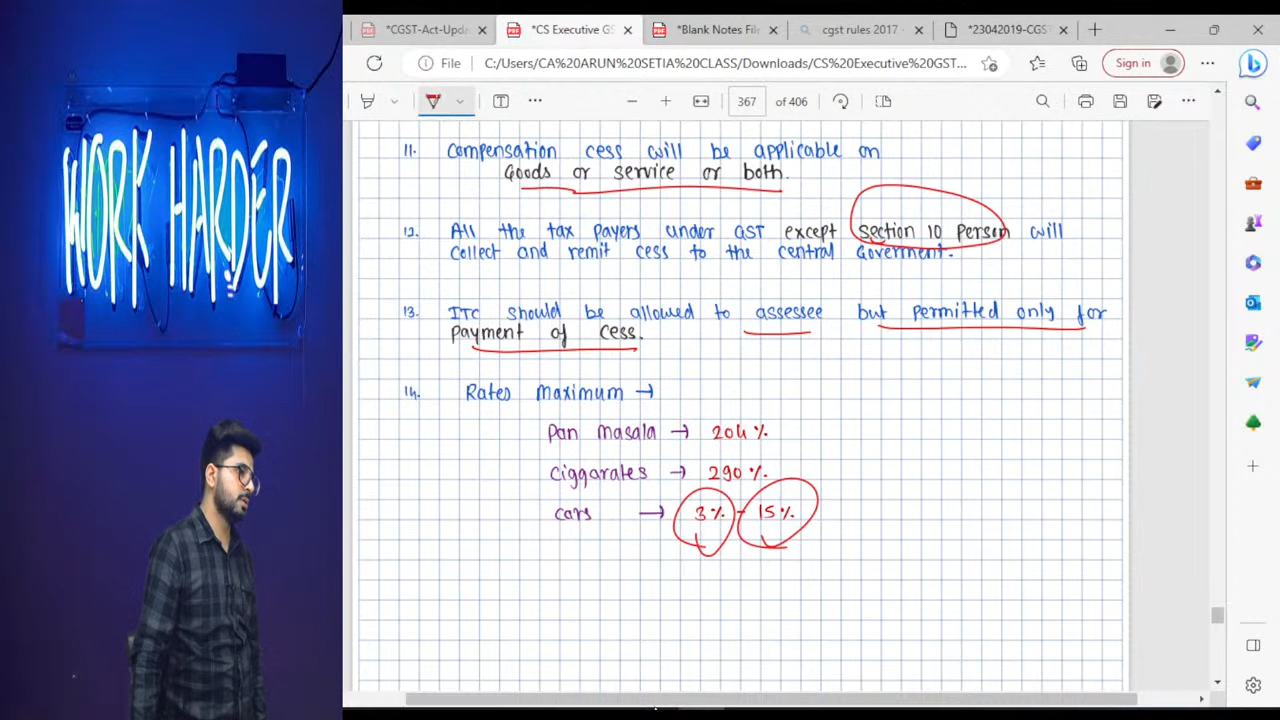 WORK HARDER
*CGST-Act-Upda
*CS Executive GS
*Blank Notes File
cgst rules 2017 -
*23042019-CGST
File
C:/Users/CA%20ARUN%20SETIA%20CLASS/Downloads/CS%20Executive%20GST...
Sign in
367 of 406
11. Compensation cess will be applicable on
Goods or service or both.
12. All the tax payers under GST except section 10 Person will
collect and remit cess to the central Goverment.
13. ITC should be allowed to assessee but permitted only for
payment of cess.
14. Rates Maximum →
Pan Masala → 204%
Ciggarates → 290%.
cars → 3% - 15%